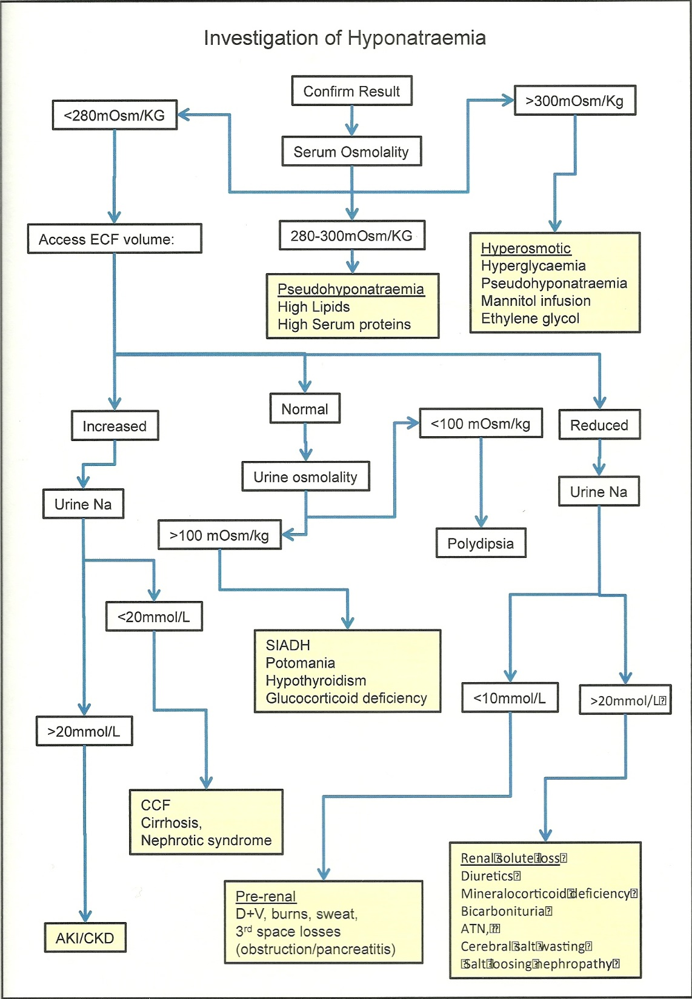 Investigation of Hyponatraemia
Confirm Result
<280mOsm/KG
>300mOsm/Kg
Serum Osmolality
Access ECF volume:
280-300mOsm/KG
Hyperosmotic
Hyperglycaemia
Pseudohyponatraemia
Mannitol infusion
Ethylene glycol
Pseudohyponatraemia
High Lipids
High Serum proteins
Increased
Normal
<100 mOsm/kg
Reduced
Urine Na
Urine osmolality
Urine Na
>100 mOsm/kg
Polydipsia
<20mmol/L
SIADH
Potomania
Hypothyroidism
Glucocorticoid deficiency
<10mmol/L
>20mmol/L
>20mmol/L
CCF
Cirrhosis,
Nephrotic syndrome
Pre-renal
D+V, burns, sweat,
3rd space losses
(obstruction/pancreatitis)
Renal solute loss
Diuretics
Mineralocorticoid deficiency
Bicarbonituria
ATN,
Cerebral salt wasting
Salt loosing nephropathy
AKI/CKD